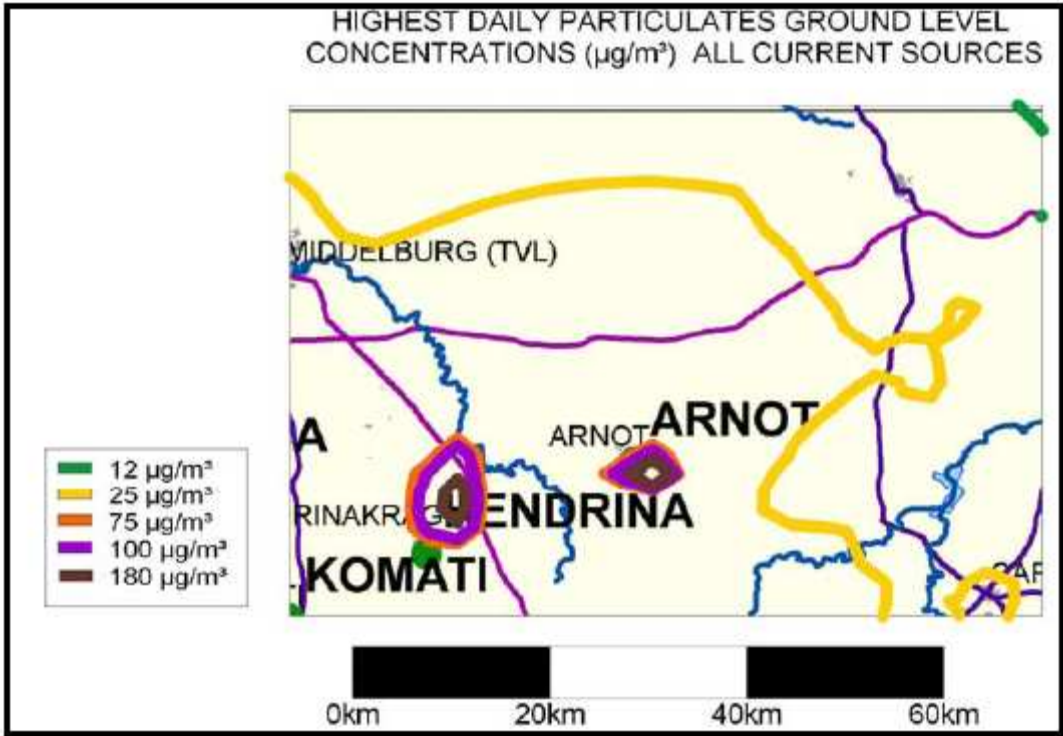 HIGHEST DAILY PARTICULATES GROUND LEVEL
CONCENTRATIONS (µg/m³) ALL CURRENT SOURCES
MIDDELBURG (TVL)
A
ARNOT ARNOT
RINAKRAG ENDRINA
KOMATI
CAR
12 µg/m³
25 µg/m³
75 µg/m³
100 µg/m³
180 µg/m³
0km 20km 40km 60km